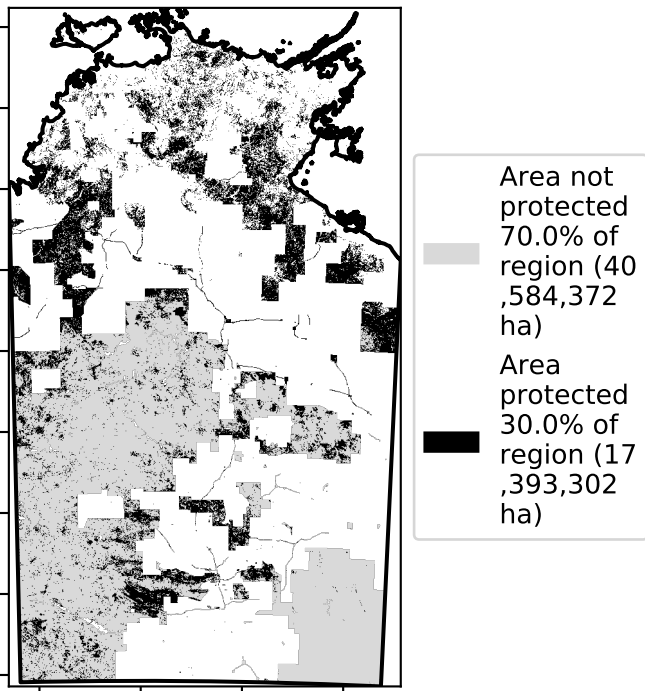 Area not
protected
70.0% of
region (40
,584,372
ha)
Area
protected
30.0% of
region (17
,393,302
ha)